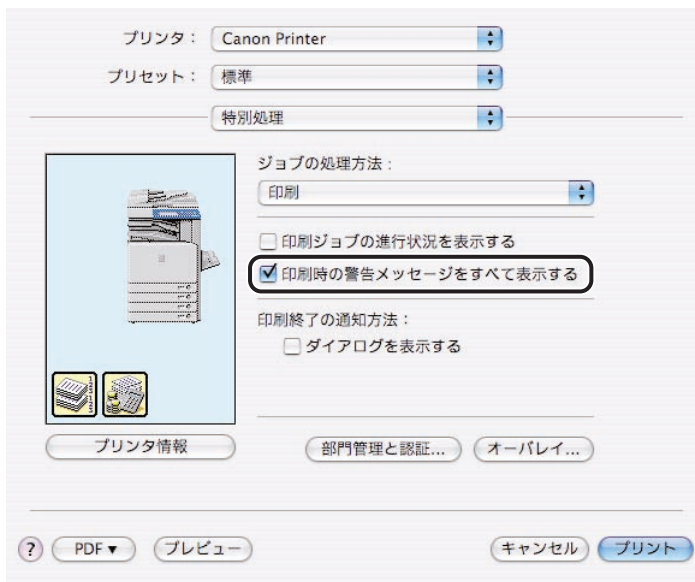 プリンタ： Canon Printer
プリセット： 標準
特別処理
ジョブの処理方法：
印刷
印刷ジョブの進行状況を表示する
印刷時の警告メッセージをすべて表示する
印刷終了の通知方法：
ダイアログを表示する
プリンタ情報
部門管理と認証... オーバレイ...
? PDF▼ プレビュー キャンセル プリント